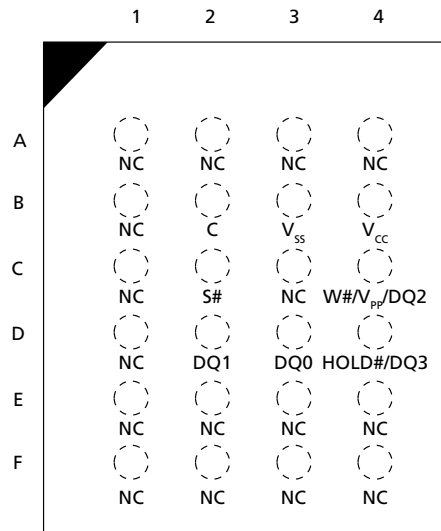 1 2 3 4
A
NC NC NC NC
B
NC C VSS VCC
C
NC S# NC W#/VPP/DQ2
D
NC DQ1 DQ0 HOLD#/DQ3
E
NC NC NC NC
F
NC NC NC NC